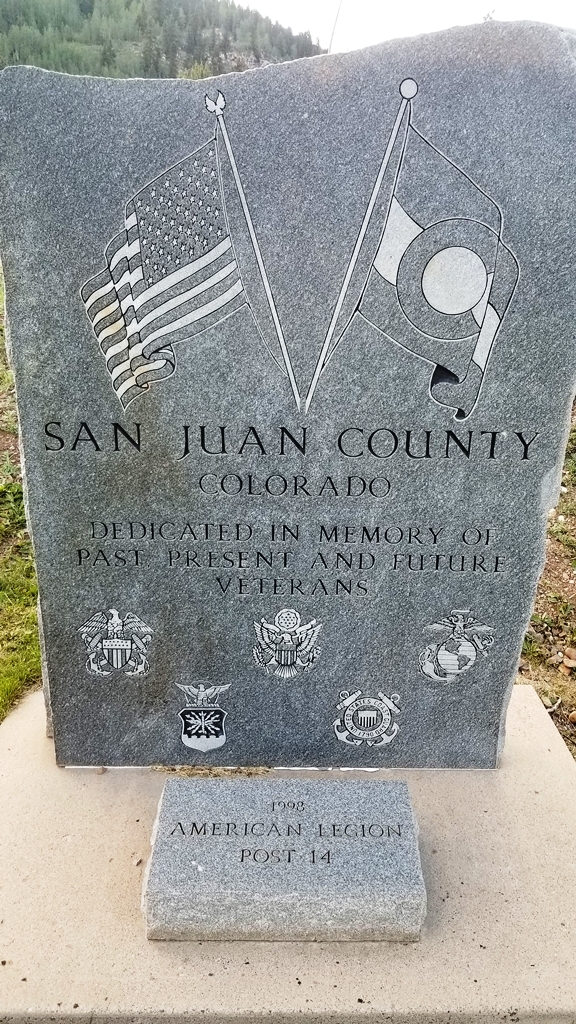 SAN JUAN COUNTY
COLORADO
DEDICATED IN MEMORY OF
PAST PRESENT AND FUTURE
VETERANS
1998
AMERICAN LEGION
POST 14